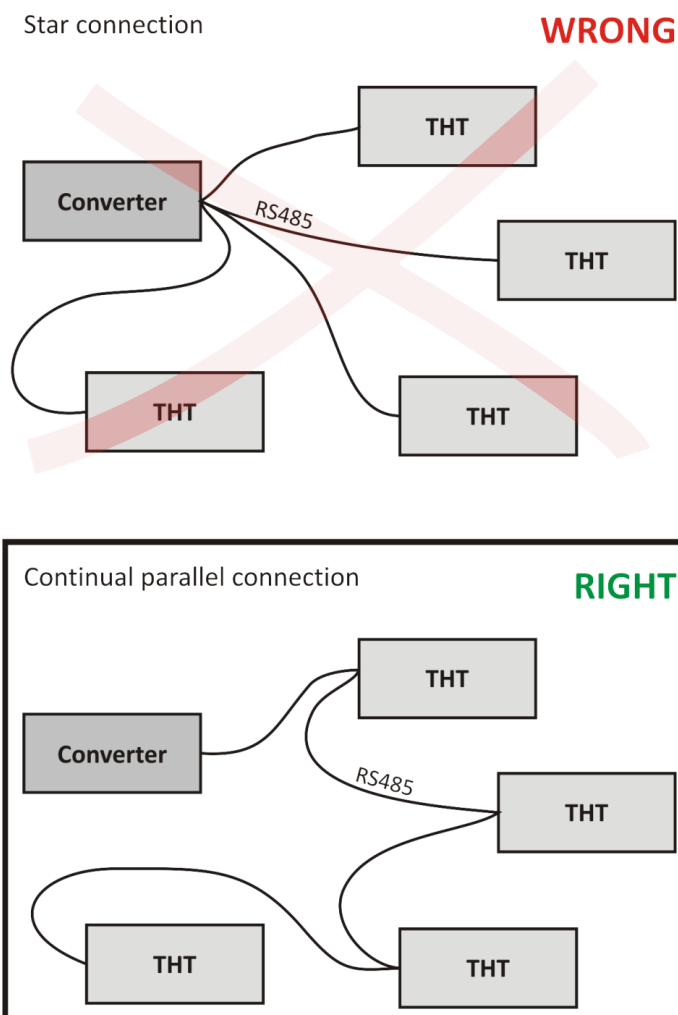 Star connection
WRONG
THT
Converter
RS485
THT
THT
THT
Continual parallel connection
RIGHT
THT
Converter
RS485
THT
THT
THT